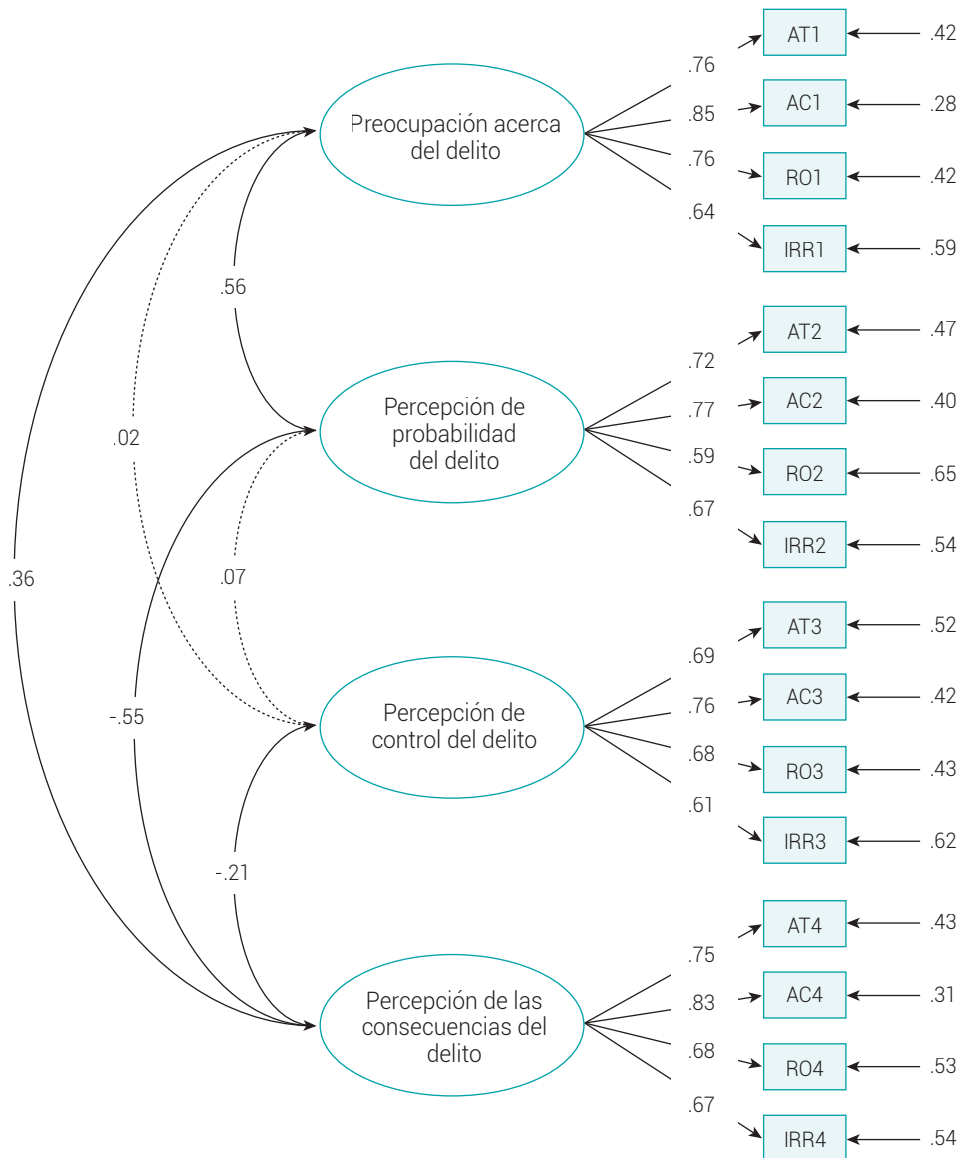 AT1
.42
.76
AC1
.28
.85
Preocupación acerca
del delito
.76
RO1
.42
.64
IRR1
.59
.56
AT2
.47
.72
AC2
.40
.77
Percepción de
probabilidad
del delito
.02
.59
RO2
.65
.67
IRR2
.54
.36
.07
AT3
.52
.69
AC3
.42
.76
-.55
Percepción de
control del delito
.68
RO3
.43
.61
IRR3
.62
-.21
AT4
.43
.75
AC4
.31
.83
Percepción de las
consecuencias del
delito
.68
RO4
.53
.67
IRR4
.54